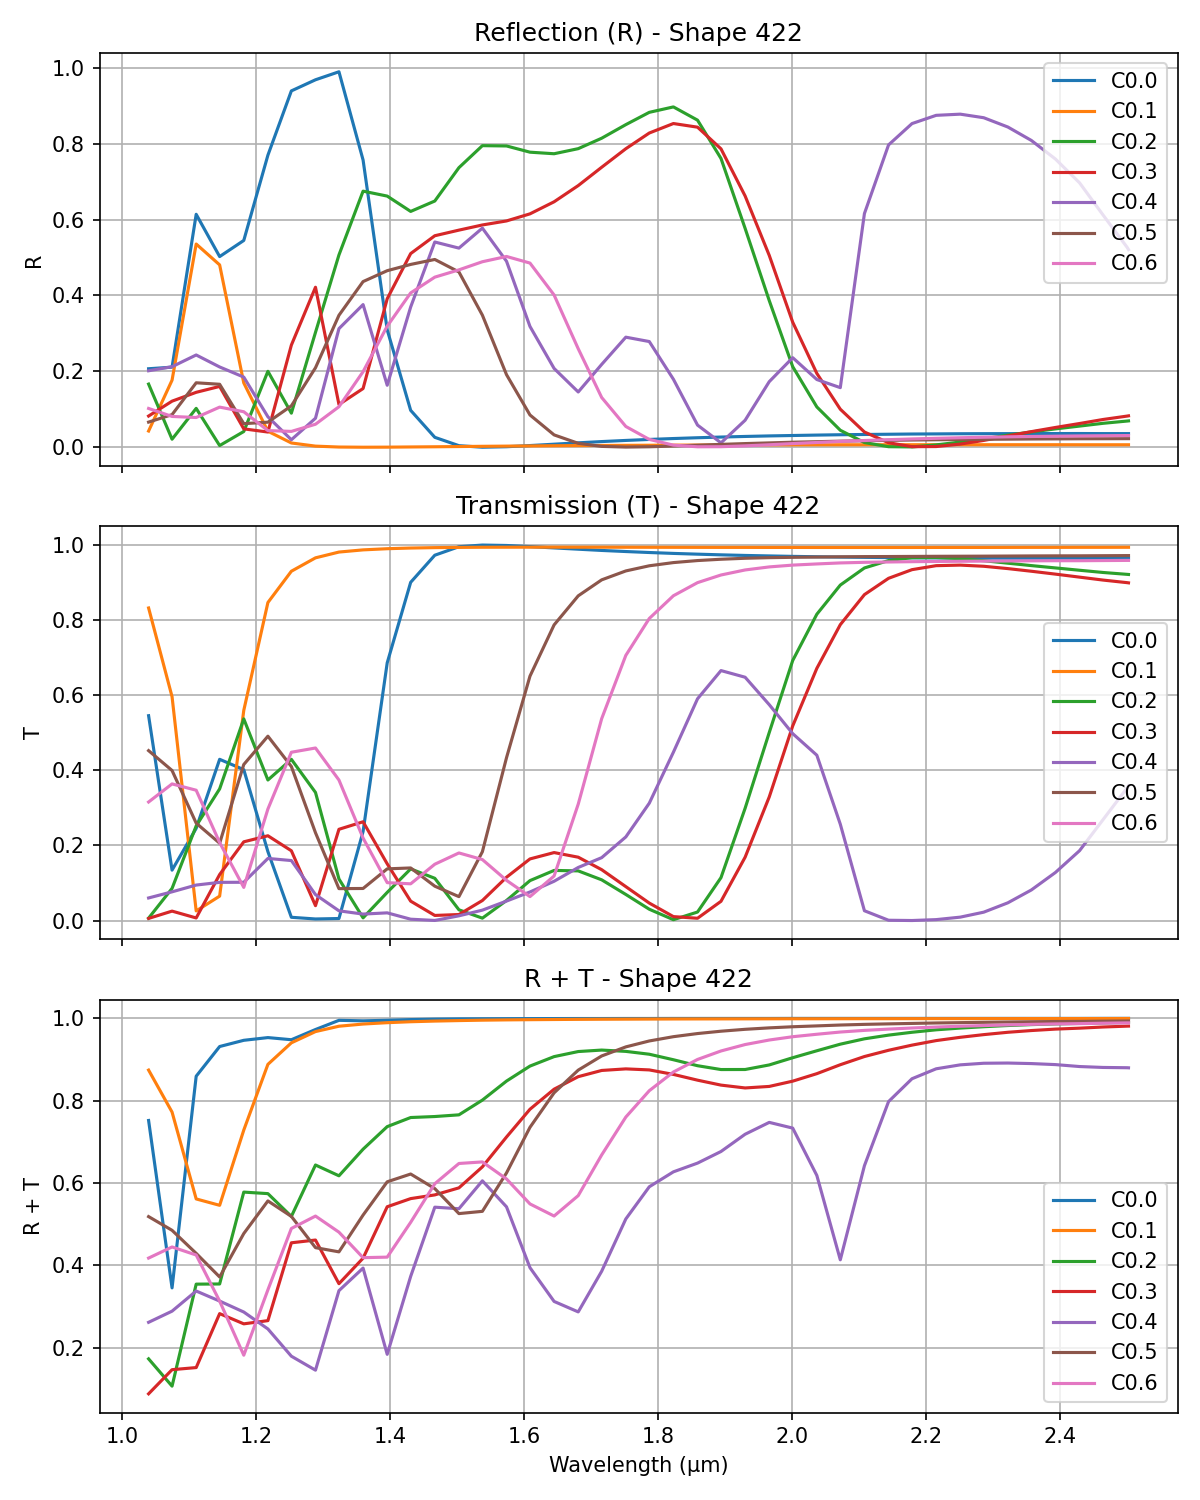 Reflection (R) - Shape 422
1.0
0.8
0.6
0.4
0.2
0.0
R
C0.0
C0.1
C0.2
C0.3
C0.4
C0.5
C0.6
Transmission (T) - Shape 422
1.0
0.8
0.6
0.4
0.2
0.0
T
C0.0
C0.1
C0.2
C0.3
C0.4
C0.5
C0.6
R + T - Shape 422
1.0
0.8
0.6
0.4
0.2
R + T
C0.0
C0.1
C0.2
C0.3
C0.4
C0.5
C0.6
1.0 1.2 1.4 1.6 1.8 2.0 2.2 2.4
Wavelength (μm)